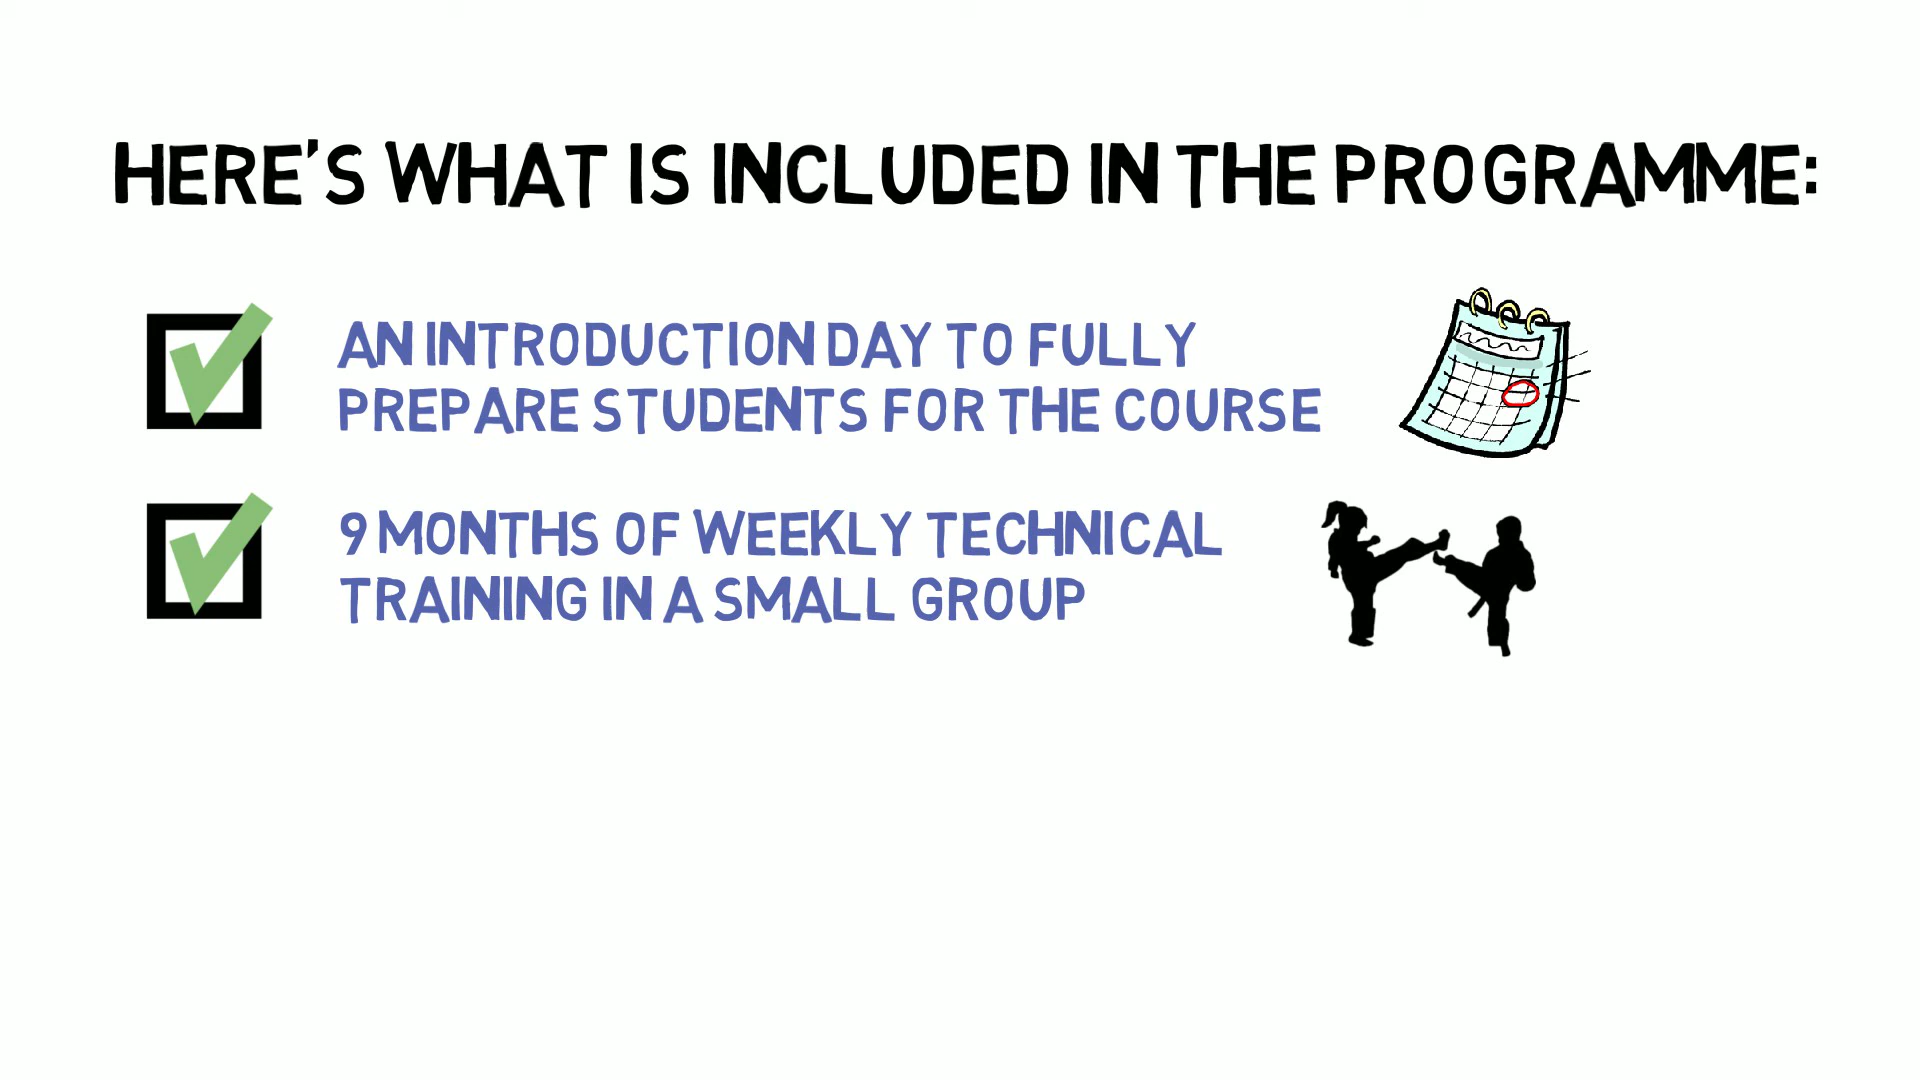 HERE'S WHAT IS INCLUDED IN THE PROGRAMME:
AN INTRODUCTION DAY TO FULLY
PREPARE STUDENTS FOR THE COURSE
9 MONTHS OF WEEKLY TECHNICAL
TRAINING IN A SMALL GROUP